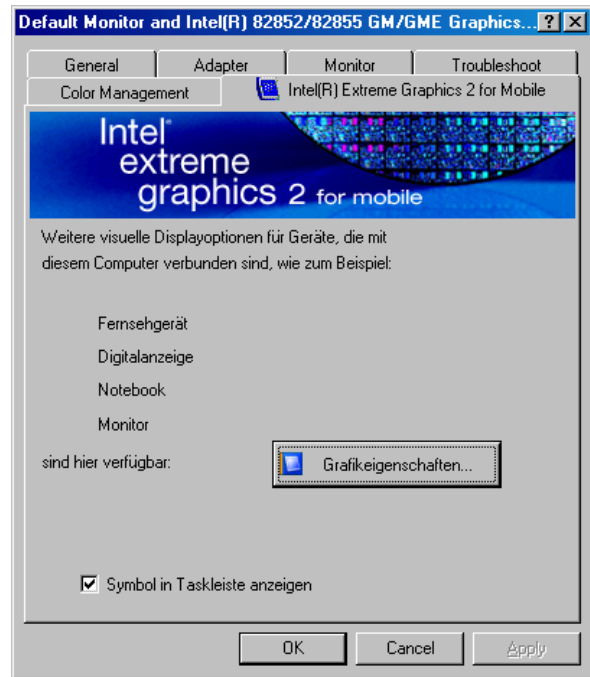 Default Monitor and Intel(R) 82852/82855 GM/GME Graphics...
General Adapter Monitor Troubleshoot
Color Management Intel(R) Extreme Graphics 2 for Mobile
Intel®
extreme
graphics 2 for mobile
Weitere visuelle Displayoptionen für Geräte, die mit
diesem Computer verbunden sind, wie zum Beispiel:
Fernsehgerät
Digitalanzeige
Notebook
Monitor
sind hier verfügbar: Grafikeigenschaften...
Symbol in Taskleiste anzeigen
OK Cancel Apply